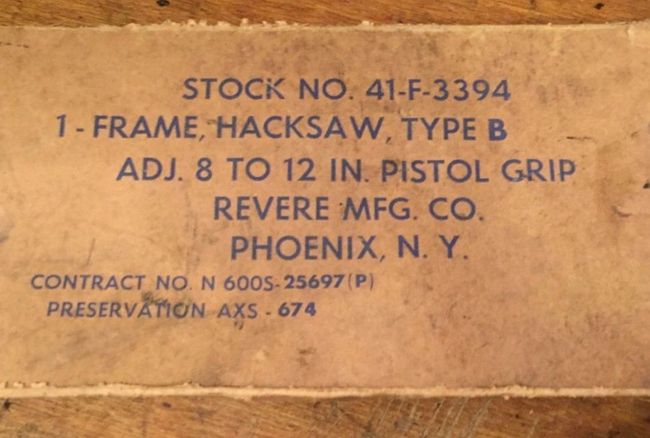 STOCK NO. 41-F-3394
1 - FRAME, HACKSAW, TYPE B
ADJ. 8 TO 12 IN. PISTOL GRIP
REVERE MFG. CO.
PHOENIX, N. Y.
CONTRACT NO. N 600S-25697(P)
PRESERVATION AXS - 674